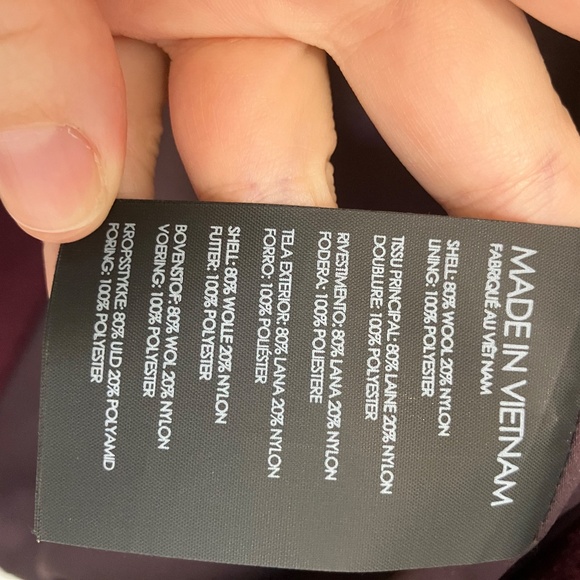 MADE IN VIETNAM
FABRIQUÉ AU VIÊTNAM
SHELL: 80% WOOL 20% NYLON
LINING: 100% POLYESTER
TISSU PRINCIPAL: 80% LAINE 20% NYLON
DOUBLURE: 100% POLYESTER
RIVESTIMENTO: 80% LANA 20% NYLON
FODERA: 100% POLIESTERE
TELA EXTERIOR: 80% LANA 20% NYLON
FORRO: 100% POLYESTER
SHELL: 80% WOLLE 20% NYLON
FUTTER: 100% POLYESTER
BOVENSTOF: 80% WOL 20% NYLON
VOERING: 100% POLYESTER
KROPSSTYKKE: 80% ULD 20% POLYAMID
FORING: 100% POLYESTER